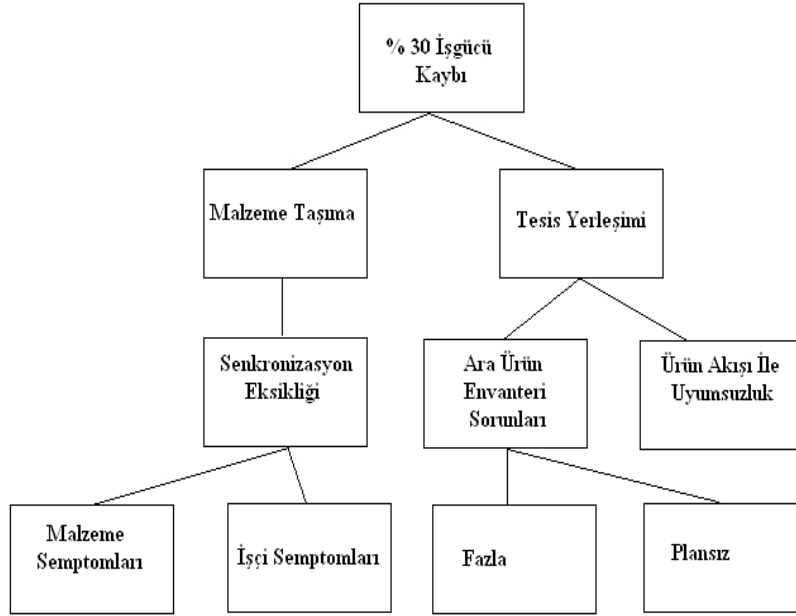 % 30 İşgücü
Kaybı
Malzeme Taşıma
Tesis Yerleşimi
Senkronizasyon
Eksikliği
Ara Ürün
Envanteri
Sorunları
Ürün Akışı İle
Uyumsuzluk
Malzeme
Semptomları
İşçi Semptomları
Fazla
Plansız